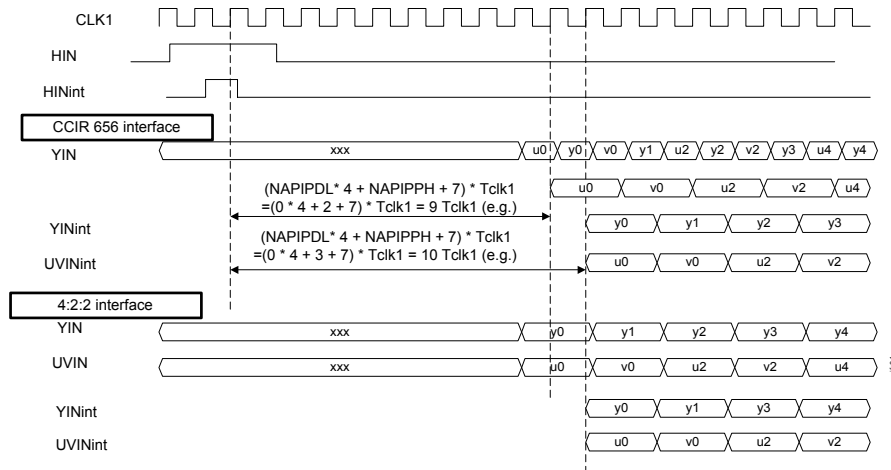 CLK1
HIN
HINint
CCIR 656 interface
YIN xxx u0 y0 v0 y1 u2 y2 v2 y3 u4 y4
(NAPIPDL* 4 + NAPIPPH + 7) * Tclk1
=(0 * 4 + 2 + 7) * Tclk1 = 9 Tclk1 (e.g.)
u0 v0 u2 v2 u4
YINint y0 y1 y2 y3
(NAPIPDL* 4 + NAPIPPH + 7) * Tclk1
=(0 * 4 + 3 + 7) * Tclk1 = 10 Tclk1 (e.g.)
UVINint u0 v0 u2 v2
4:2:2 interface
YIN xxx y0 y1 y2 y3 y4
UVIN xxx u0 v0 u2 v2 u4
YINint y0 y1 y3 y4
UVINint u0 v0 u2 v2